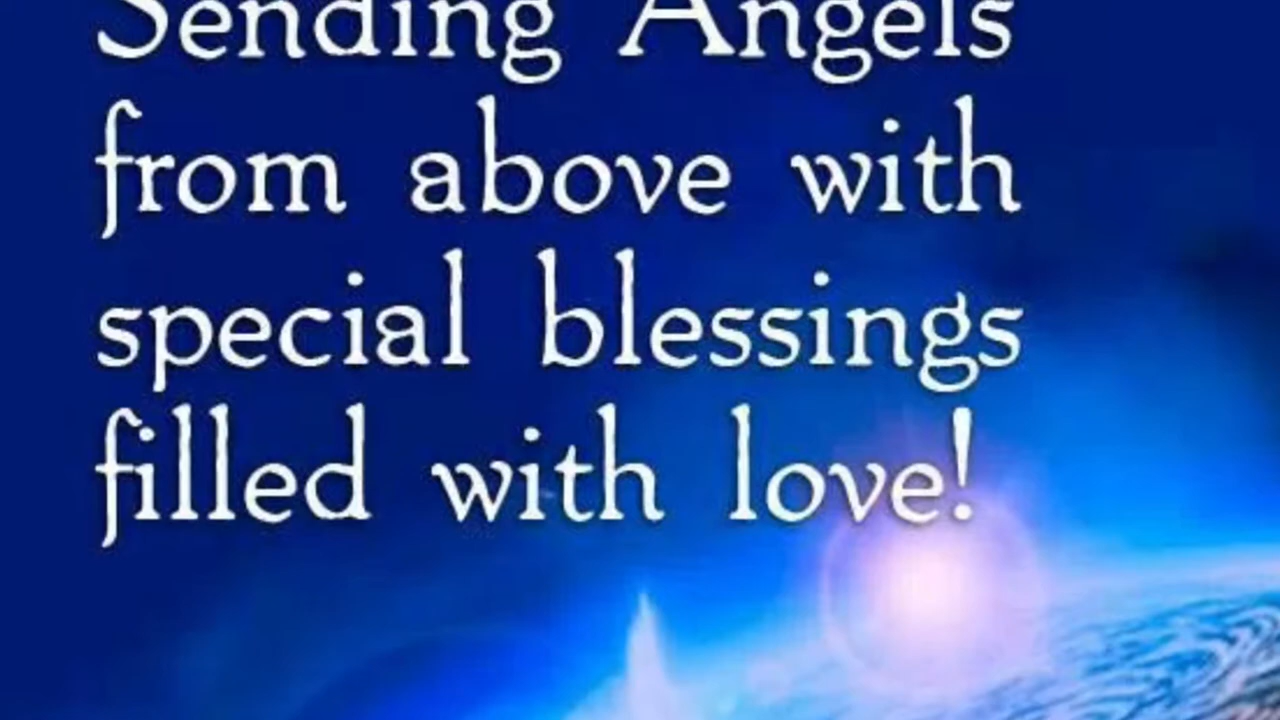 Sending Angels
from above with
special blessings
filled with love!